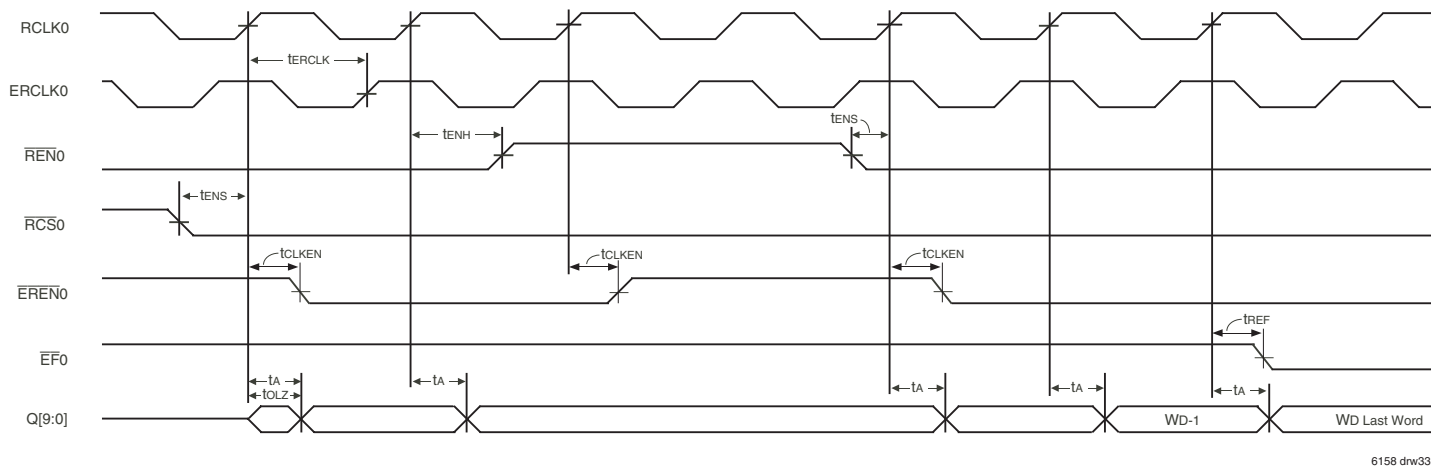 RCLK0
tERCLK
ERCLK0
tENH
tENS
REN0
tENS
RCS0
tCLKEN
tCLKEN
tCLKEN
EREN0
tREF
EF0
tA
tA
tA
tA
tA
tOLZ
Q[9:0]
WD-1
WD Last Word
6158 drw33